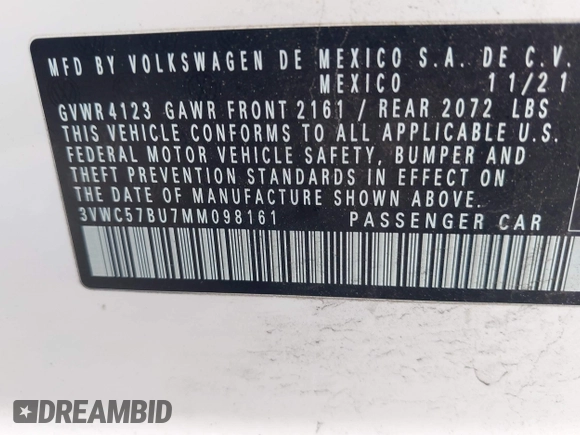 MFD BY VOLKSWAGEN DE MEXICO S.A. DE C.V.
MEXICO 11/21
GVWR 4123 GAWR FRONT 2161 / REAR 2072 LBS
THIS VEHICLE CONFORMS TO ALL APPLICABLE U.S.
FEDERAL MOTOR VEHICLE SAFETY, BUMPER AND
THEFT PREVENTION STANDARDS IN EFFECT ON
THE DATE OF MANUFACTURE SHOWN ABOVE.
3VWC57BU7MM098161 PASSENGER CAR
DREAMBID